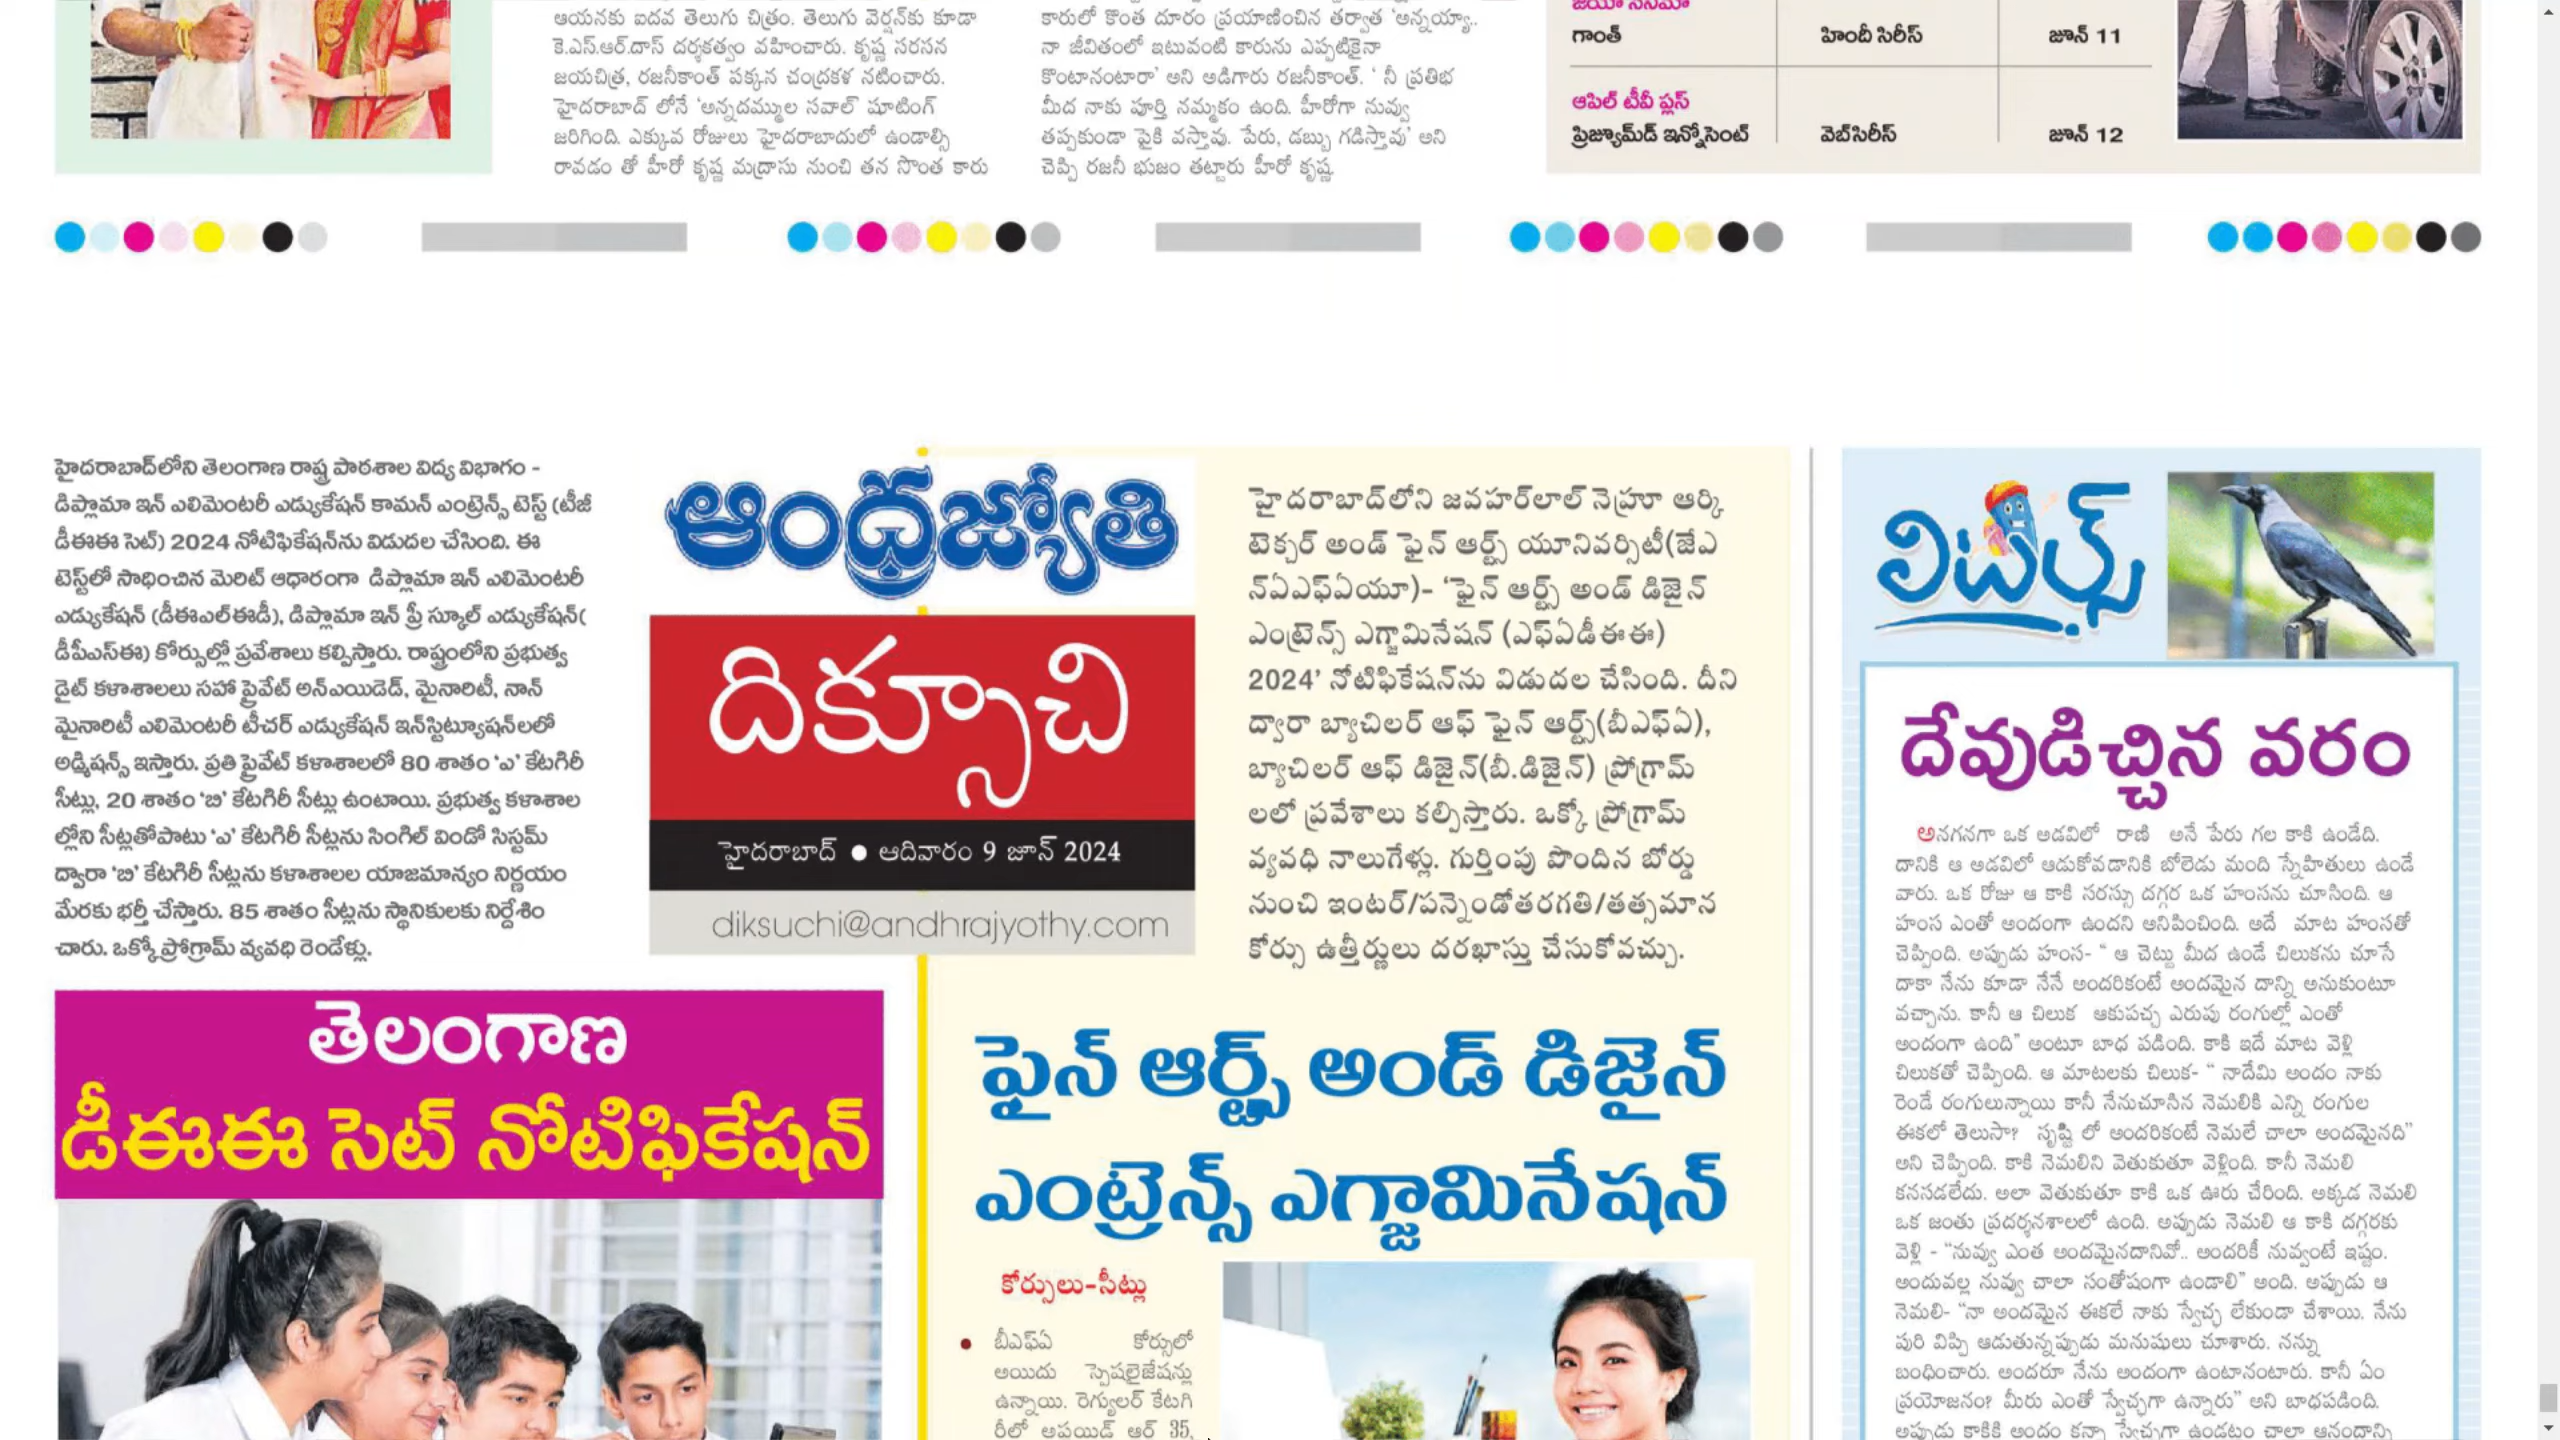 ఆయనకు ఐదవ తెలుగు చిత్రం. తెలుగు వెర్షన్‌కు కూడా
కె.ఎస్.ఆర్.దాస్ దర్శకత్వం వహించారు. కృష్ణ సరసన
జయచిత్ర, రజనీకాంత్ పక్కన చంద్రకళ నటించారు.
హైదరాబాద్ లోనే ‘అన్నదమ్ముల సవాల్’ షూటింగ్
జరిగింది. ఎక్కువ రోజులు హైదరాబాదులో ఉండాల్సి
రావడం తో హీరో కృష్ణ మద్రాసు నుంచి తన సొంత కారు
కారులో కొంత దూరం ప్రయాణించిన తర్వాత ‘అన్నయ్యా..
నా జీవితంలో ఇటువంటి కారును ఎప్పటికైనా
కొంటానంటారా’ అని అడిగారు రజనీకాంత్. ‘ నీ ప్రతిభ
మీద నాకు పూర్తి నమ్మకం ఉంది. హీరోగా నువ్వు
తప్పకుండా పైకి వస్తావు. పేరు, డబ్బు గడిస్తావు’ అని
చెప్పి రజనీ భుజం తట్టారు హీరో కృష్ణ.
జియో సినిమా
గాంత్ హిందీ సిరీస్ జూన్ 11
ఆపిల్ టీవీ ప్లస్
ప్రిజ్యూమ్‌డ్ ఇన్నోసెంట్ వెబ్‌సిరీస్ జూన్ 12
హైదరాబాద్‌లోని తెలంగాణ రాష్ట్ర పాఠశాల విద్య విభాగం -
డిప్లొమా ఇన్ ఎలిమెంటరీ ఎడ్యుకేషన్ కామన్ ఎంట్రెన్స్ టెస్ట్ (టీజీ
డీఈఈ సెట్) 2024 నోటిఫికేషన్‌ను విడుదల చేసింది. ఈ
టెస్ట్‌లో సాధించిన మెరిట్ ఆధారంగా డిప్లొమా ఇన్ ఎలిమెంటరీ
ఎడ్యుకేషన్ (డీఈఎల్‌ఈడీ), డిప్లొమా ఇన్ ప్రీ స్కూల్ ఎడ్యుకేషన్(
డీపీఎస్‌ఈ) కోర్సుల్లో ప్రవేశాలు కల్పిస్తారు. రాష్ట్రంలోని ప్రభుత్వ
డైట్ కళాశాలలు సహా ప్రైవేట్ అన్‌ఎయిడెడ్, మైనారిటీ, నాన్
మైనారిటీ ఎలిమెంటరీ టీచర్ ఎడ్యుకేషన్ ఇన్‌స్టిట్యూషన్‌లలో
అడ్మిషన్స్ ఇస్తారు. ప్రతి ప్రైవేట్ కళాశాలలో 80 శాతం ‘ఎ’ కేటగిరీ
సీట్లు, 20 శాతం ‘బి’ కేటగిరీ సీట్లు ఉంటాయి. ప్రభుత్వ కళాశాల
ల్లోని సీట్లతోపాటు ‘ఎ’ కేటగిరీ సీట్లను సింగిల్ విండో సిస్టమ్
ద్వారా ‘బి’ కేటగిరీ సీట్లను కళాశాలల యాజమాన్యం నిర్ణయం
మేరకు భర్తీ చేస్తారు. 85 శాతం సీట్లను స్థానికులకు నిర్దేశిం
చారు. ఒక్కో ప్రోగ్రామ్ వ్యవధి రెండేళ్లు.
తెలంగాణ
డీఈఈ సెట్ నోటిఫికేషన్
ఆంధ్రజ్యోతి
దిక్సూచి
హైదరాబాద్ ● ఆదివారం 9 జూన్ 2024
diksuchi@andhrajyothy.com
హైదరాబాద్‌లోని జవహర్‌లాల్ నెహ్రూ ఆర్కి
టెక్చర్ అండ్ ఫైన్ ఆర్ట్స్ యూనివర్సిటీ(జేఎ
న్‌ఏఎఫ్‌ఏయూ)- ‘ఫైన్ ఆర్ట్స్ అండ్ డిజైన్
ఎంట్రెన్స్ ఎగ్జామినేషన్ (ఎఫ్‌ఏడీఈఈ)
2024’ నోటిఫికేషన్‌ను విడుదల చేసింది. దీని
ద్వారా బ్యాచిలర్ ఆఫ్ ఫైన్ ఆర్ట్స్(బీఎఫ్‌ఏ),
బ్యాచిలర్ ఆఫ్ డిజైన్(బీ.డిజైన్) ప్రోగ్రామ్
లలో ప్రవేశాలు కల్పిస్తారు. ఒక్కో ప్రోగ్రామ్
వ్యవధి నాలుగేళ్లు. గుర్తింపు పొందిన బోర్డు
నుంచి ఇంటర్/పన్నెండోతరగతి/తత్సమాన
కోర్సు ఉత్తీర్ణులు దరఖాస్తు చేసుకోవచ్చు.
ఫైన్ ఆర్ట్స్ అండ్ డిజైన్
ఎంట్రెన్స్ ఎగ్జామినేషన్
కోర్సులు-సీట్లు
● బీఎఫ్‌ఏ కోర్సులో
అయిదు స్పెషలైజేషన్లు
ఉన్నాయి. రెగ్యులర్ కేటగి
రీలో అప్లయిడ్ ఆర్ట్ 35,
లిటిల్స్
దేవుడిచ్చిన వరం
అనగనగా ఒక అడవిలో రాణి అనే పేరు గల కాకి ఉండేది.
దానికి ఆ అడవిలో ఆడుకోవడానికి బోలెడు మంది స్నేహితులు ఉండే
వారు. ఒక రోజు ఆ కాకి సరస్సు దగ్గర ఒక హంసను చూసింది. ఆ
హంస ఎంతో అందంగా ఉందని అనిపించింది. అదే మాట హంసతో
చెప్పింది. అప్పుడు హంస- “ ఆ చెట్టు మీద ఉండే చిలుకను చూసే
దాకా నేను కూడా నేనే అందరికంటే అందమైన దాన్ని అనుకుంటూ
వచ్చాను. కానీ ఆ చిలుక ఆకుపచ్చ ఎరుపు రంగుల్లో ఎంతో
అందంగా ఉంది” అంటూ బాధ పడింది. కాకి ఇదే మాట వెళ్లి
చిలుకతో చెప్పింది. ఆ మాటలకు చిలుక- “ నాదేమి అందం నాకు
రెండే రంగులున్నాయి కానీ నేనుచూసిన నెమలికి ఎన్ని రంగుల
ఈకలో తెలుసా? సృష్టి లో అందరికంటే నెమలే చాలా అందమైనది”
అని చెప్పింది. కాకి నెమలిని వెతుకుతూ వెళ్లింది. కానీ నెమలి
కనసడలేదు. అలా వెతుకుతూ కాకి ఒక ఊరు చేరింది. అక్కడ నెమలి
ఒక జంతు ప్రదర్శనశాలలో ఉంది. అప్పుడు నెమలి ఆ కాకి దగ్గరకు
వెళ్లి - “నువ్వు ఎంత అందమైనదానివో.. అందరికీ నువ్వంటే ఇష్టం.
అందువల్ల నువ్వు చాలా సంతోషంగా ఉండాలి” అంది. అప్పుడు ఆ
నెమలి- “నా అందమైన ఈకలే నాకు స్వేచ్ఛ లేకుండా చేశాయి. నేను
పురి విప్పి ఆడుతున్నప్పుడు మనుషులు చూశారు. నన్ను
బంధించారు. అందరూ నేను అందంగా ఉంటానంటారు. కానీ ఏం
ప్రయోజనం? మీరు ఎంతో స్వేచ్ఛగా ఉన్నారు” అని బాధపడింది.
అప్పుడు కాకికి అందం కన్నా స్వేచ్ఛగా ఉండటం చాలా ఆనందాన్ని